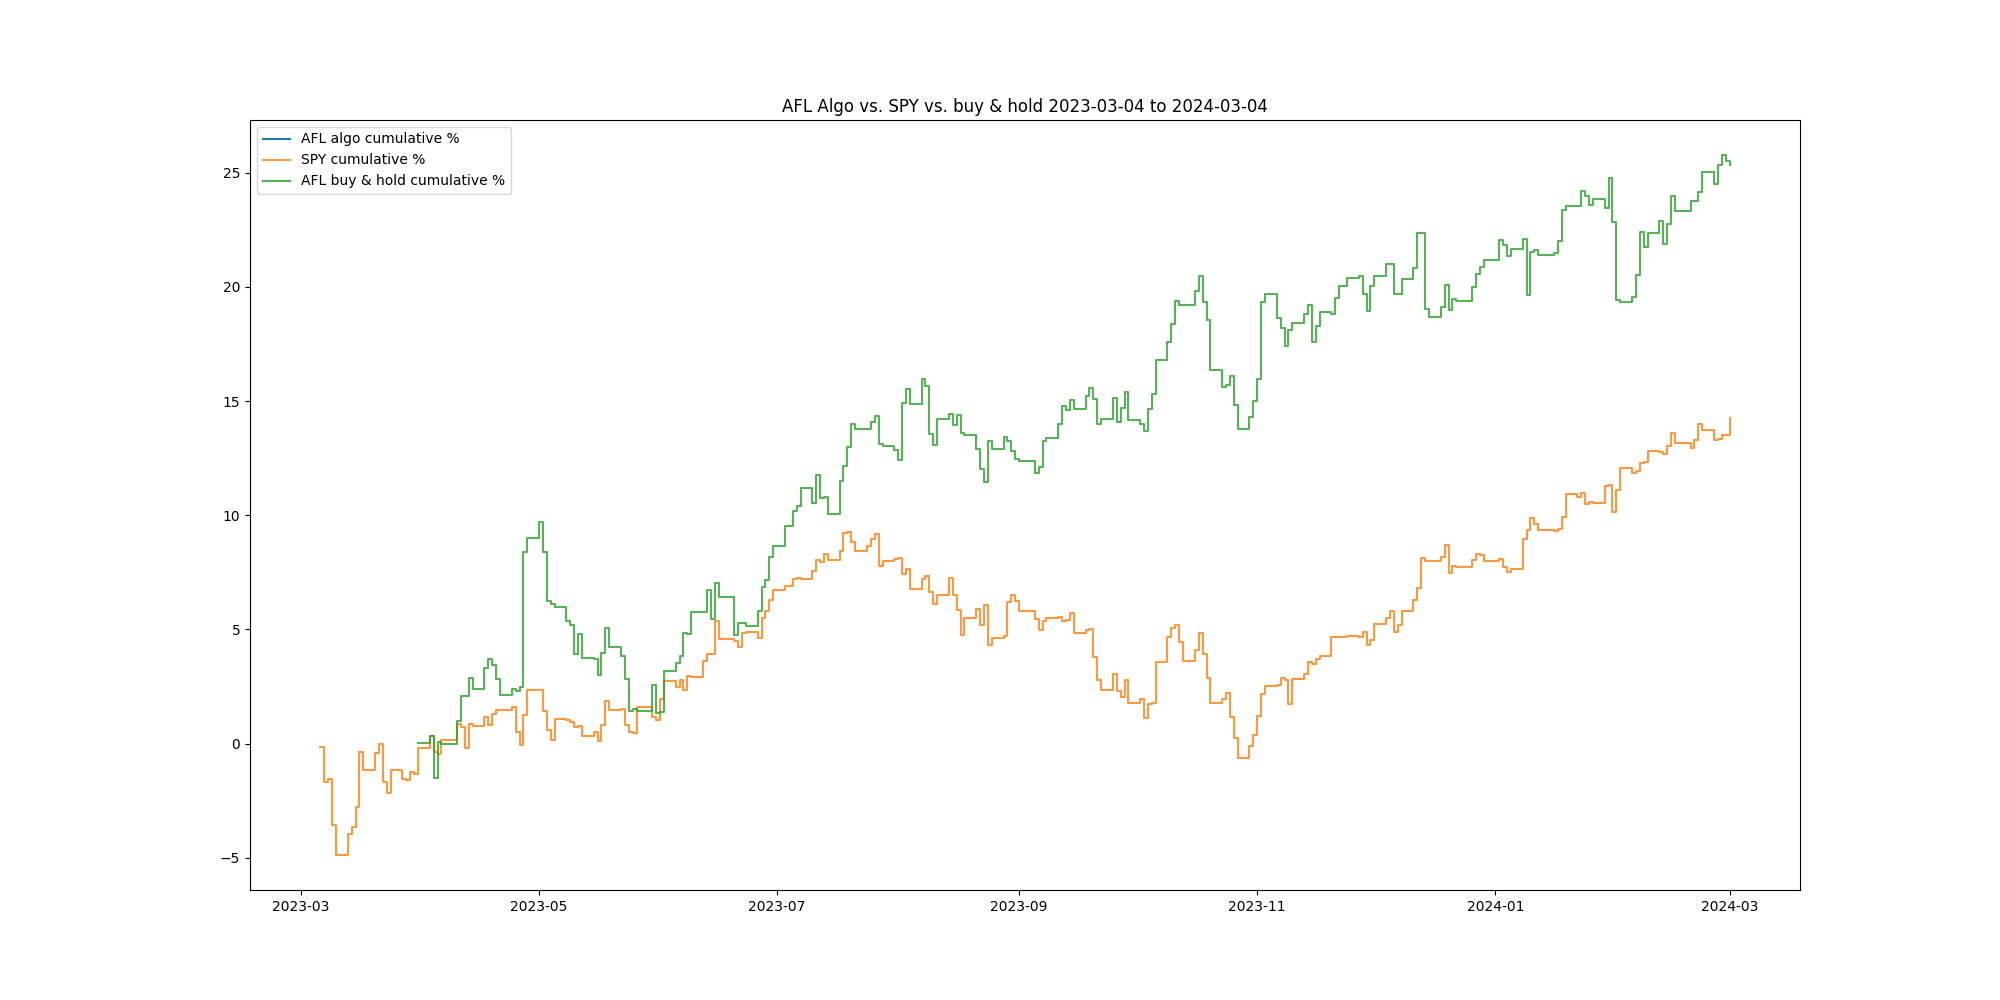 AFL Algo vs. SPY vs. buy & hold 2023-03-04 to 2024-03-04
AFL algo cumulative %
SPY cumulative %
AFL buy & hold cumulative %
25
20
15
10
5
0
−5
2023-03 2023-05 2023-07 2023-09 2023-11 2024-01 2024-03